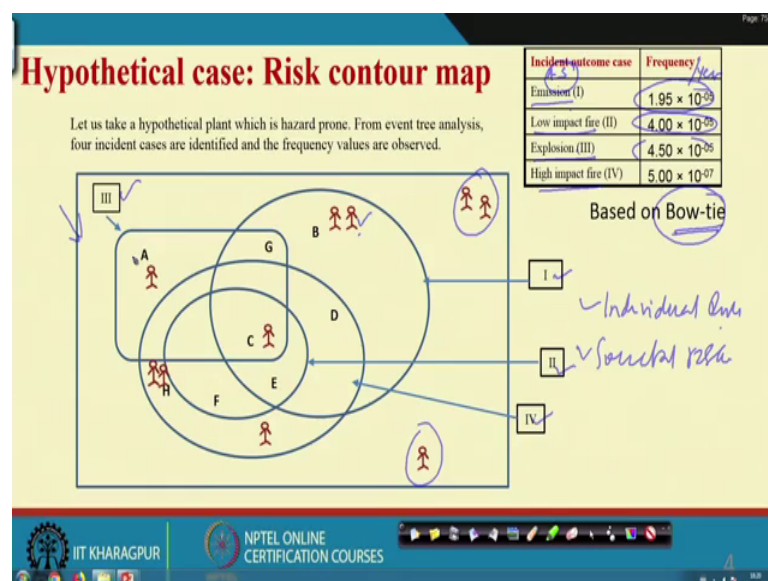 Page: 75
Hypothetical case: Risk contour map
Let us take a hypothetical plant which is hazard prone. From event tree analysis,
four incident cases are identified and the frequency values are observed.
Incident outcome case Frequency /year
Emission (I) 1.95 × 10-05
Low impact fire (II) 4.00 × 10-05
Explosion (III) 4.50 × 10-05
High impact fire (IV) 5.00 × 10-07
Based on Bow-tie
III
A
G
B
I
Individual
D
C
II
Societal risk
H
F
E
IV
IIT KHARAGPUR
NPTEL ONLINE
CERTIFICATION COURSES
4